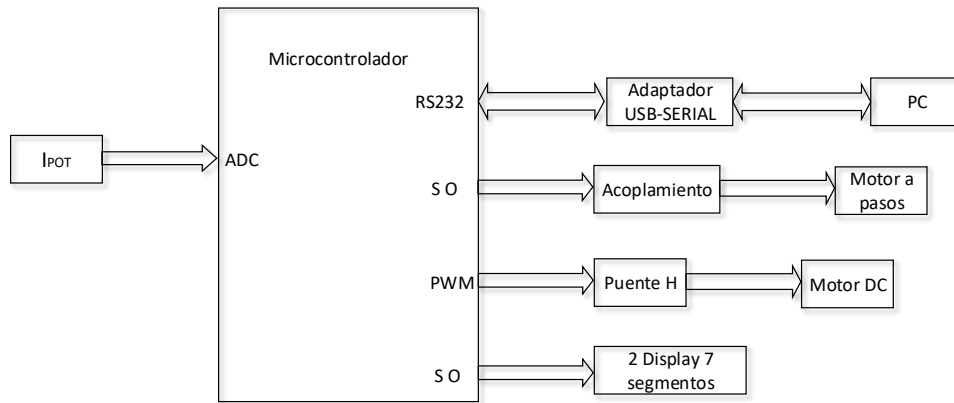 Microcontrolador
RS232
Adaptador
USB-SERIAL
PC
IPOT
ADC
S O
Acoplamiento
Motor a
pasos
PWM
Puente H
Motor DC
S O
2 Display 7
segmentos